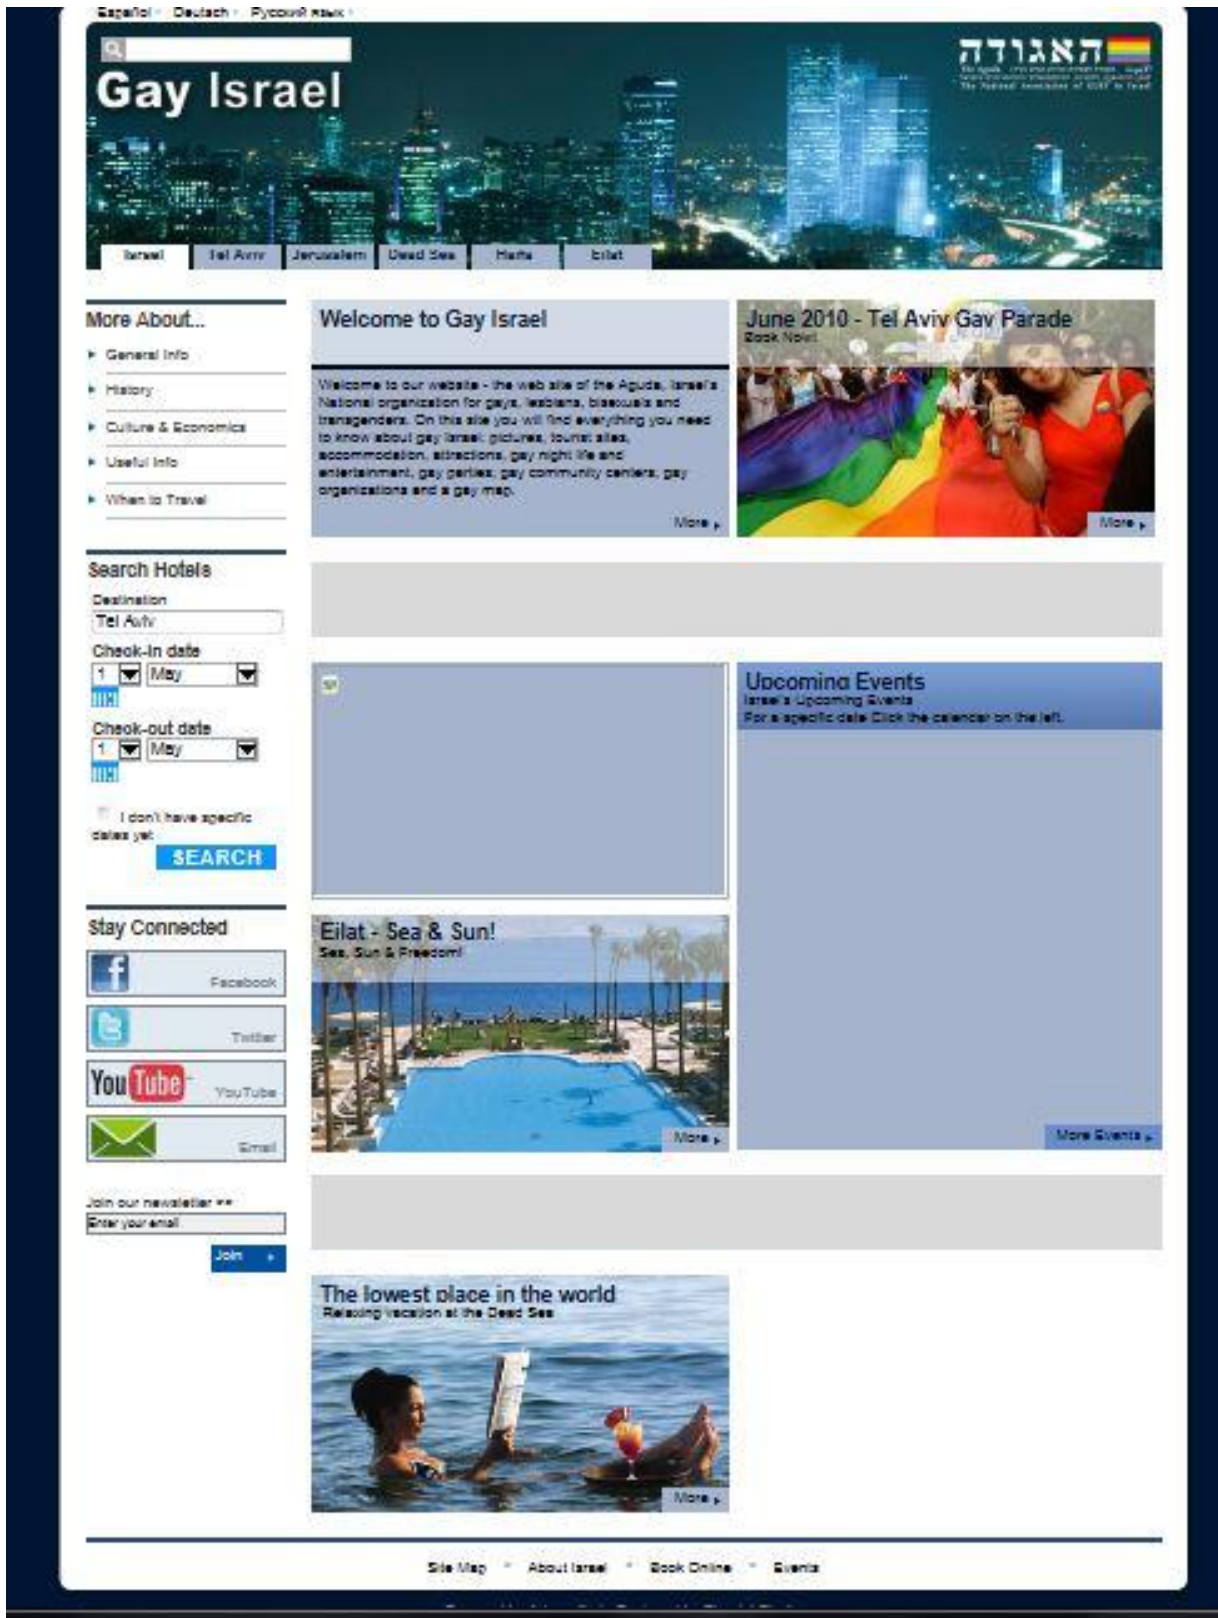 Español Deutsch Русский язык
האגודה
The Aguda
The National Association of GLBT in Israel
Gay Israel
Israel Tel Aviv Jerusalem Dead Sea Haifa Eilat
More About...
General Info
History
Culture & Economics
Useful Info
When to Travel
Search Hotels
Destination
Tel Aviv
Check-in date
1 May
Check-out date
1 May
I don't have specific
dates yet
SEARCH
Stay Connected
Facebook
Twitter
You Tube YouTube
Email
Join our newsletter
Enter your email
Join
Welcome to Gay Israel
Welcome to our website - the web site of the Aguda, Israel's
National organization for gays, lesbians, bisexuals and
transgenders. On this site you will find everything you need
to know about gay Israel: pictures, tourist sites,
accommodation, attractions, gay night life and
entertainment, gay parties, gay community centers, gay
organizations and a gay map.
More
June 2010 - Tel Aviv Gay Parade
Book Now!
More
Upcoming Events
Israel's Upcoming Events
For a specific date Click the calendar on the left.
More Events
Eilat - Sea & Sun!
Sea, Sun & Freedom!
More
The lowest place in the world
Relaxing vacation at the Dead Sea
More
Site Map About Israel Book Online Events